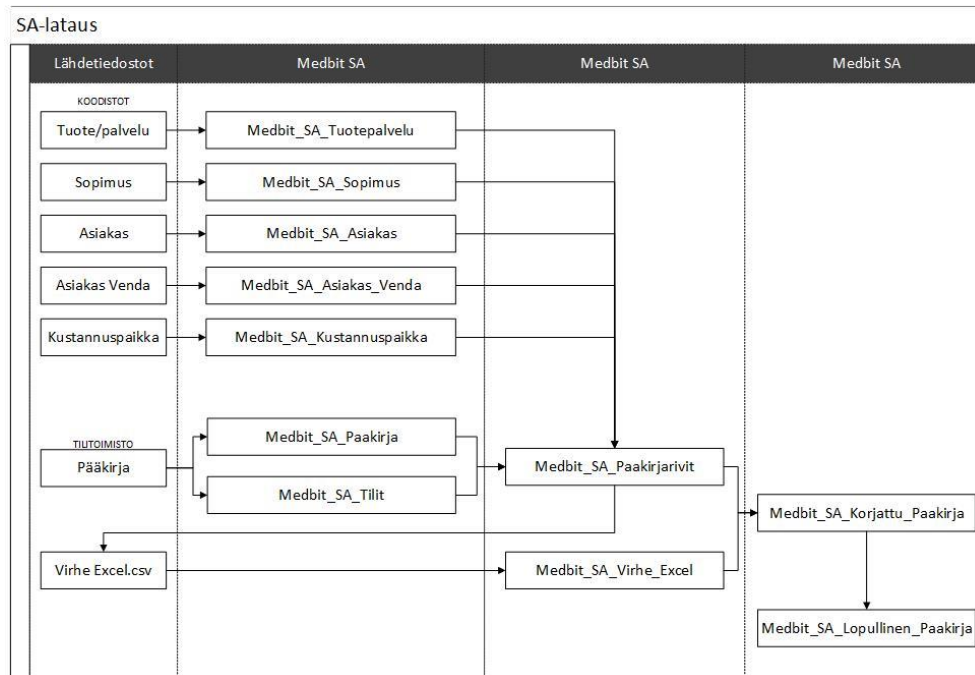 SA-lataus
Lähdetiedostot
Medbit SA
Medbit SA
Medbit SA
KOODISTOT
Tuote/palvelu
Medbit_SA_Tuotepalvelu
Sopimus
Medbit_SA_Sopimus
Asiakas
Medbit_SA_Asiakas
Asiakas Venda
Medbit_SA_Asiakas_Venda
Kustannuspaikka
Medbit_SA_Kustannuspaikka
TILITOIMISTO
Pääkirja
Medbit_SA_Paakirja
Medbit_SA_Tilit
Medbit_SA_Paakirjarivit
Medbit_SA_Korjattu_Paakirja
Virhe Excel.csv
Medbit_SA_Virhe_Excel
Medbit_SA_Lopullinen_Paakirja